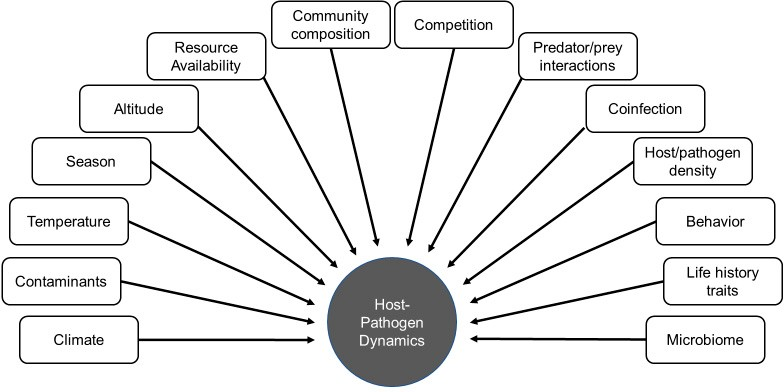 Community
composition
Competition
Resource
Availability
Predator/prey
interactions
Altitude
Coinfection
Season
Host/pathogen
density
Temperature
Behavior
Contaminants
Life history
traits
Climate
Microbiome
Host-
Pathogen
Dynamics